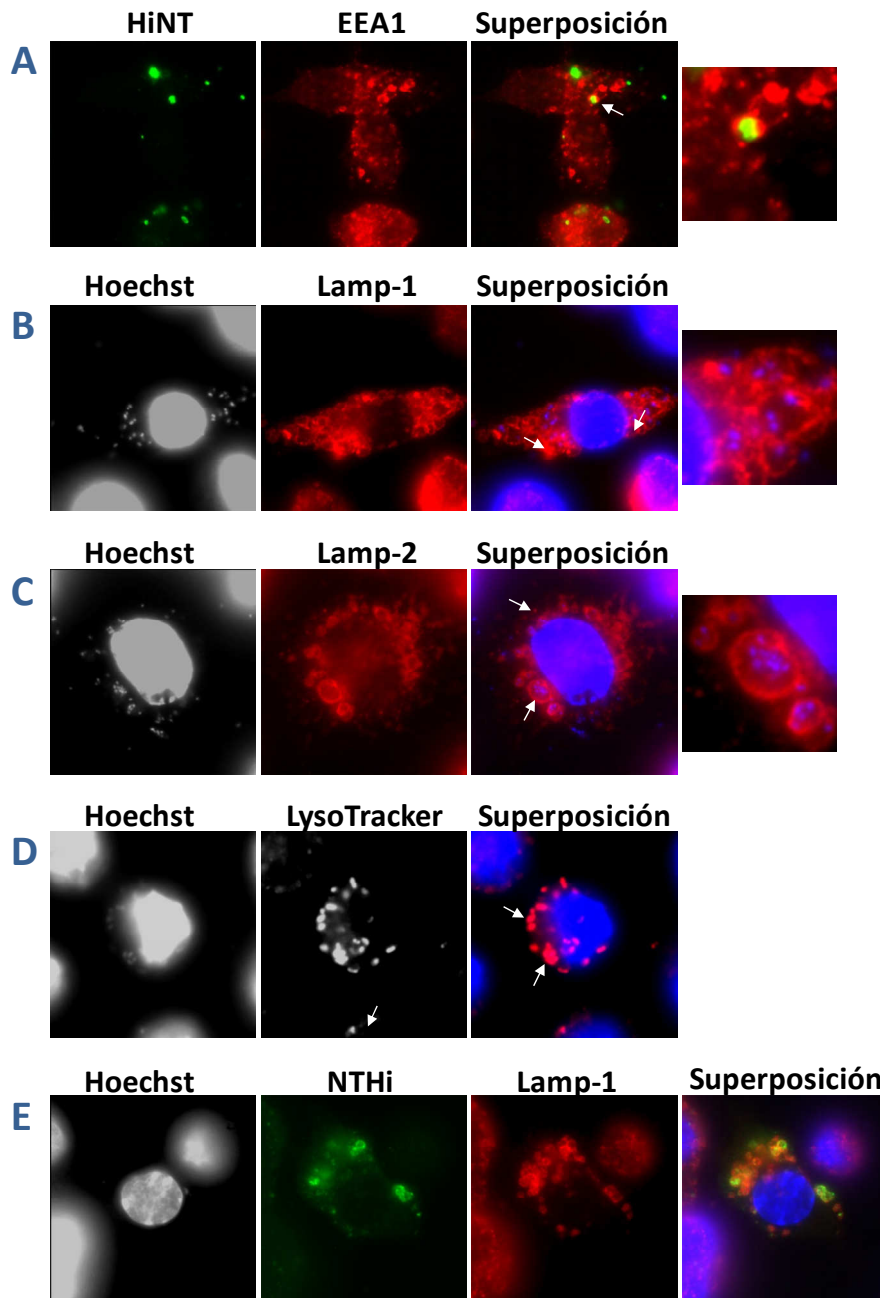 HiNT EEA1 Superposición
A
Hoechst Lamp-1 Superposición
B
Hoechst Lamp-2 Superposición
C
Hoechst LysoTracker Superposición
D
Hoechst NTHi Lamp-1 Superposición
E